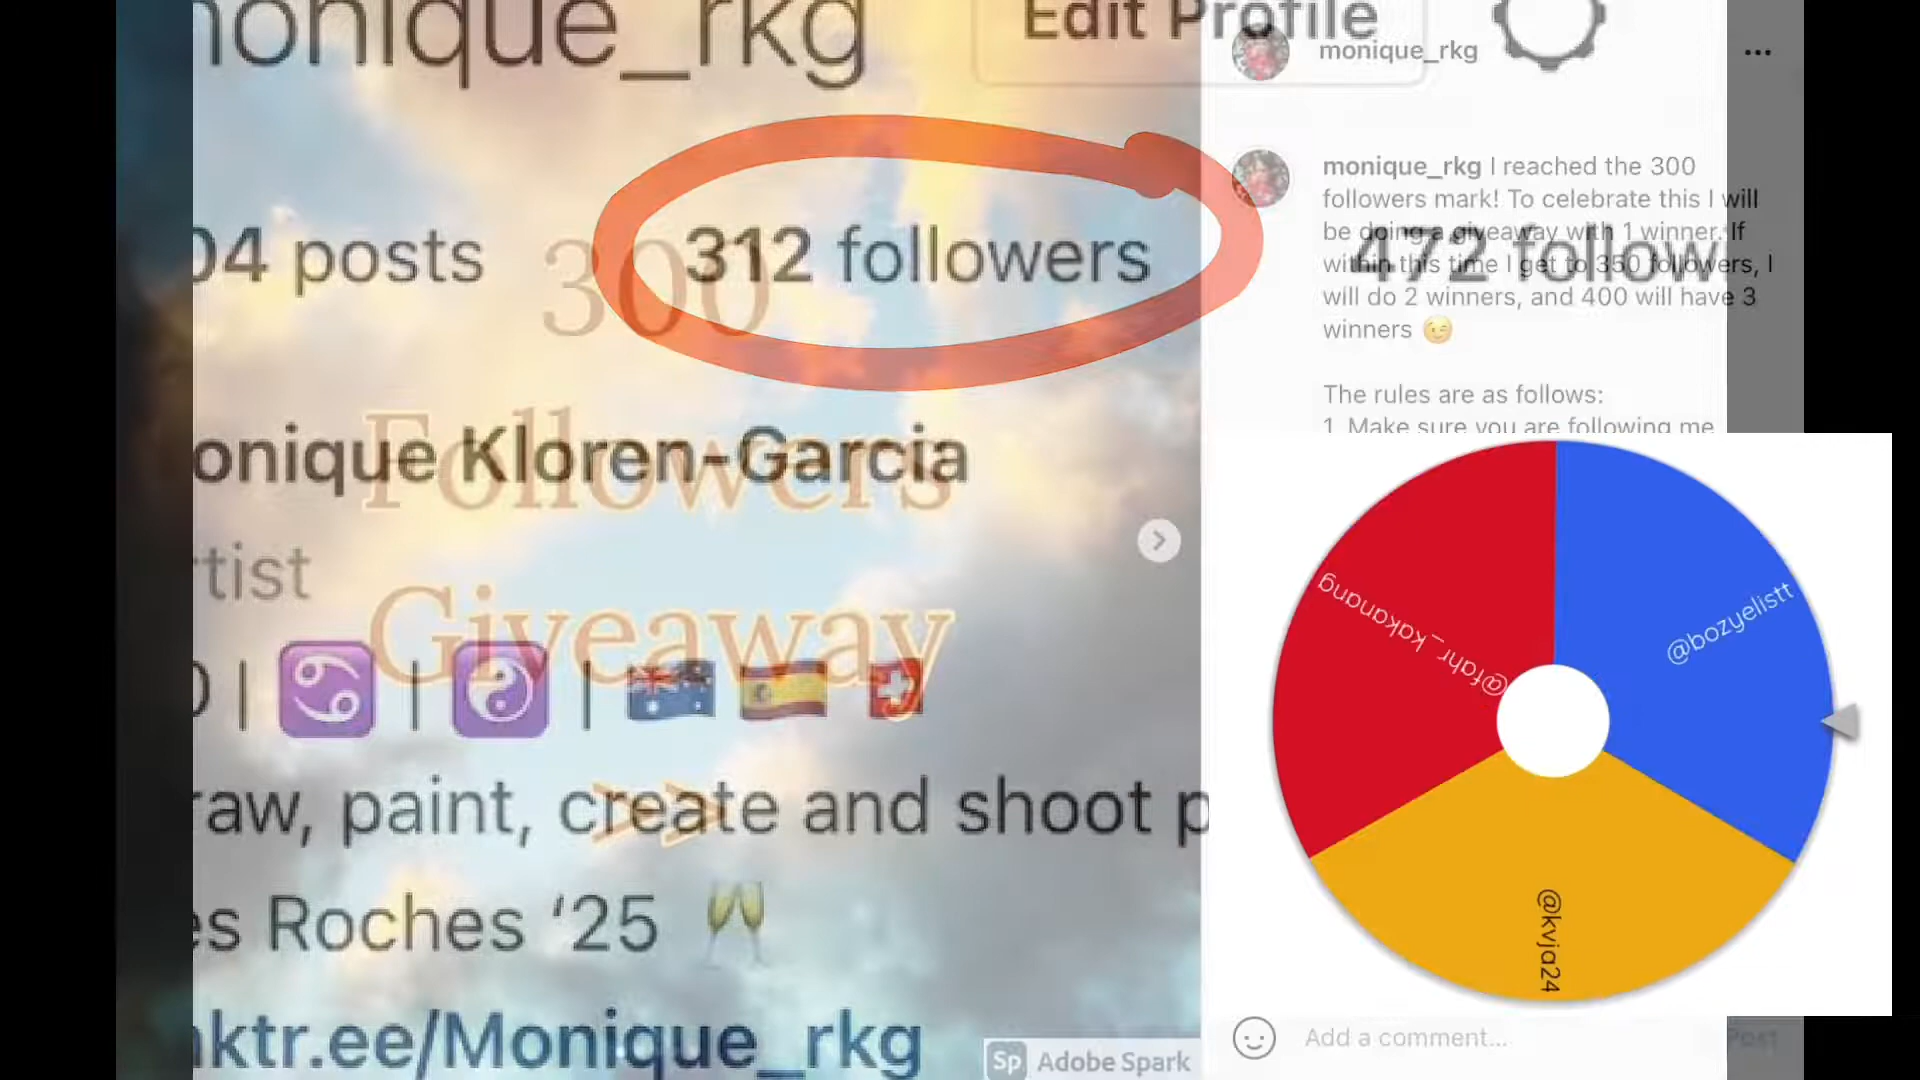 monique_rkg
Edit Profile
monique_rkg
04 posts
312 followers
300
monique_rkg I reached the 300
followers mark! To celebrate this I will
be doing a giveaway with 1 winner. If
within this time I get to 350 followers, I
will do 2 winners, and 400 will have 3
winners 😉
472 follow
The rules are as follows:
1. Make sure you are following me
onique Kloren-Garcia
Followers
tist
Giveaway
| ♋ | ☯ | 🇦🇺 🇪🇸 🇨🇭
raw, paint, create and shoot p
es Roches ‘25 🥂
nktr.ee/Monique_rkg
Sp Adobe Spark
@fahr_kakanang
@bozyelistt
@kvja24
Add a comment...
Post